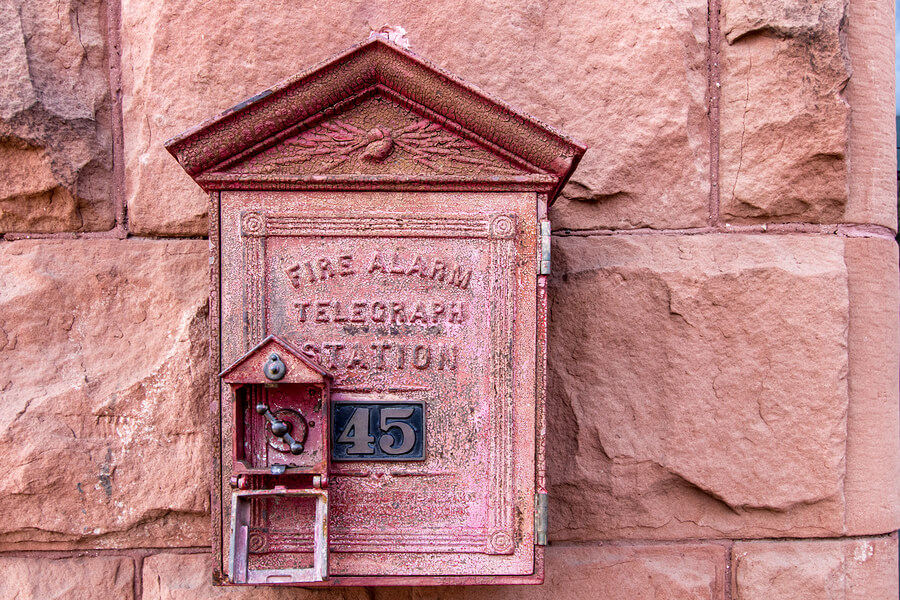 FIRE ALARM
TELEGRAPH
STATION
45